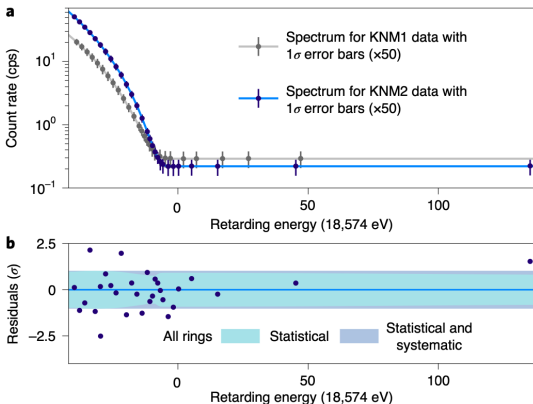 a
Spectrum for KNM1 data with
1σ error bars (×50)
Spectrum for KNM2 data with
1σ error bars (×50)
Count rate (cps)
10¹
10⁰
10⁻¹
0 50 100
Retarding energy (18,574 eV)
b
Residuals (σ)
2.5
0
−2.5
All rings Statistical Statistical and
systematic
0 50 100
Retarding energy (18,574 eV)